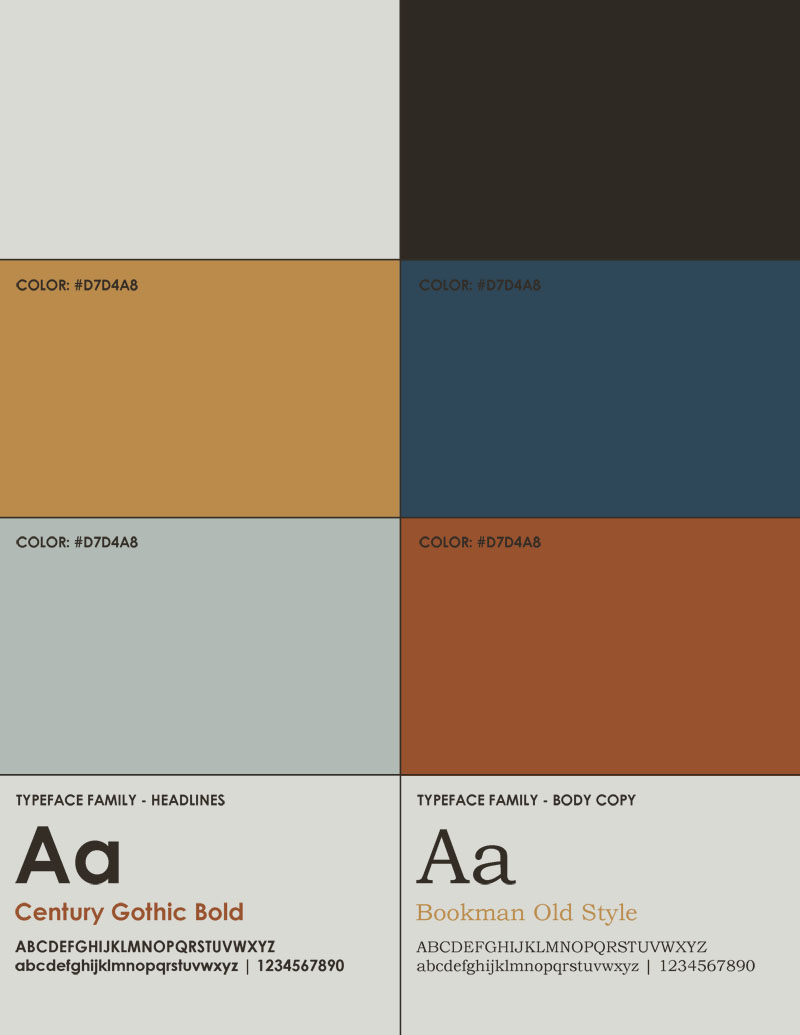 COLOR: #D7D4A8
COLOR: #D7D4A8
COLOR: #D7D4A8
COLOR: #D7D4A8
TYPEFACE FAMILY - HEADLINES
Aa
Century Gothic Bold
ABCDEFGHIJKLMNOPQRSTUVWXYZ
abcdefghijklmnopqrstuvwxyz | 1234567890
TYPEFACE FAMILY - BODY COPY
Aa
Bookman Old Style
ABCDEFGHIJKLMNOPQRSTUVWXYZ
abcdefghijklmnopqrstuvwxyz | 1234567890